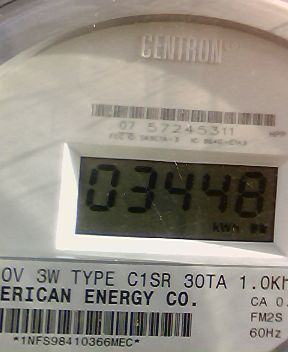 CENTRON®
07 57245311
03448
kWh
0V 3W TYPE C1SR 30TA 1.0Kh
ERICAN ENERGY CO. CA 0.
FM2S
*1NFS98410366MEC* 60Hz